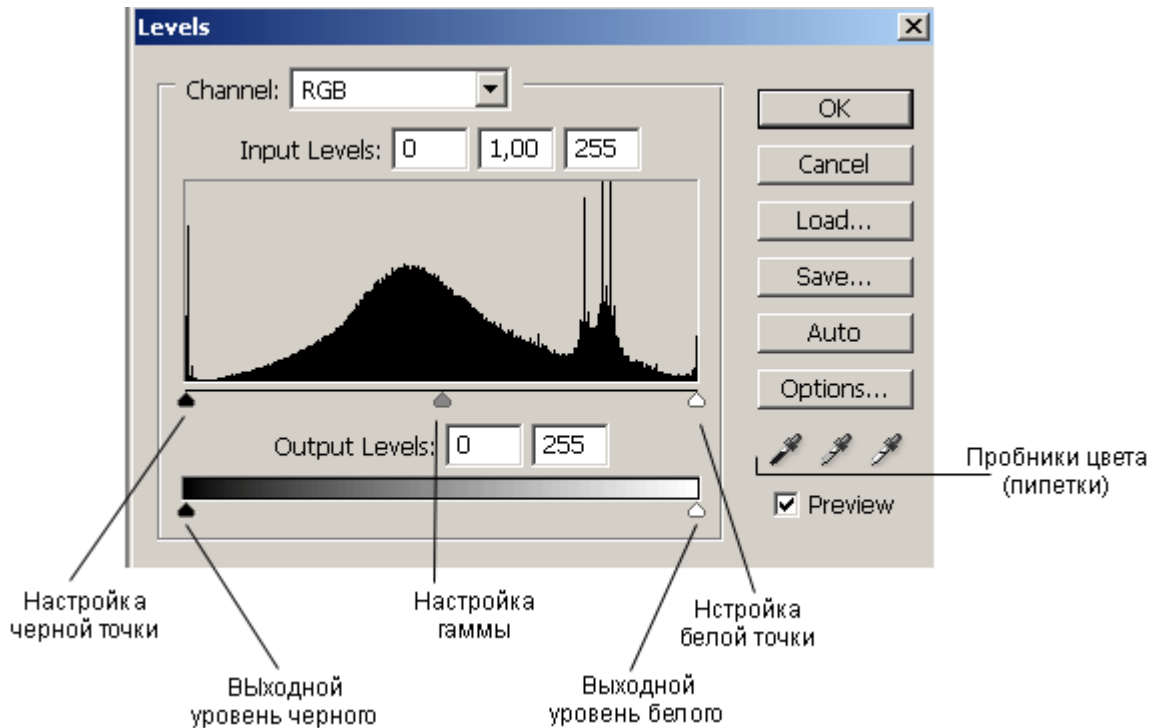 Levels
Channel: RGB
Input Levels: 0 1,00 255
Output Levels: 0 255
OK
Cancel
Load...
Save...
Auto
Options...
Preview
Пробники цвета
(пипетки)
Настройка
черной точки
Настройка
гаммы
Нстройка
белой точки
ВЫходной
уровень черного
Выходной
уровень белого